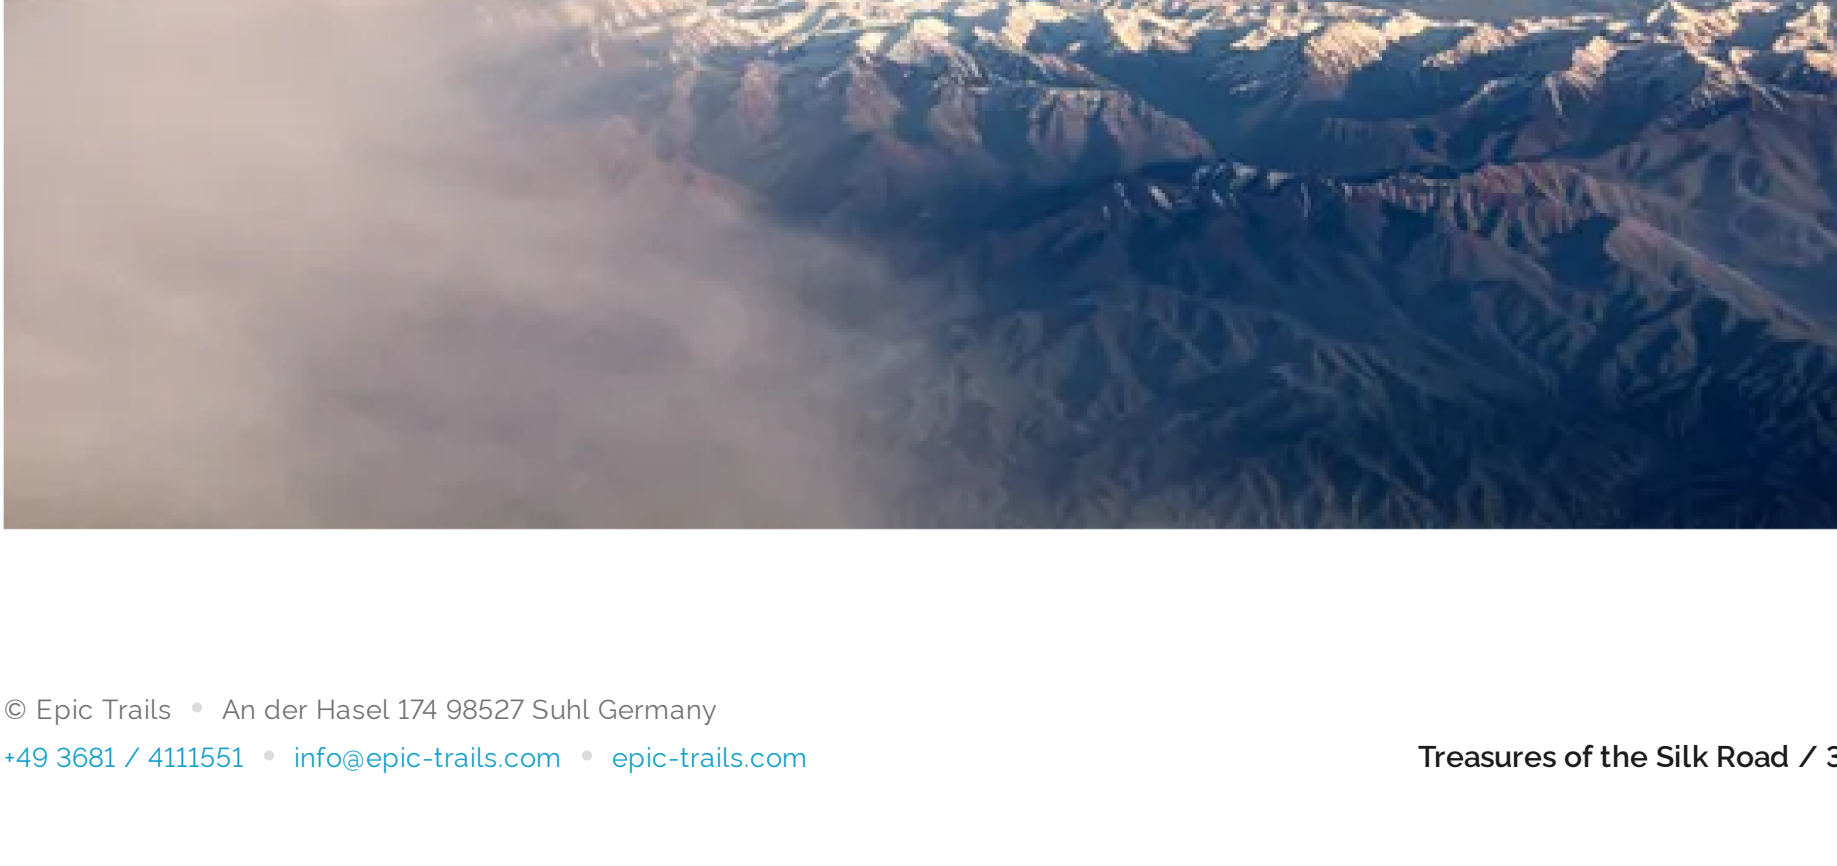 © Epic Trails • An der Hasel 174 98527 Suhl Germany
+49 3681 / 4111551 • info@epic-trails.com • epic-trails.com
Treasures of the Silk Road / 3